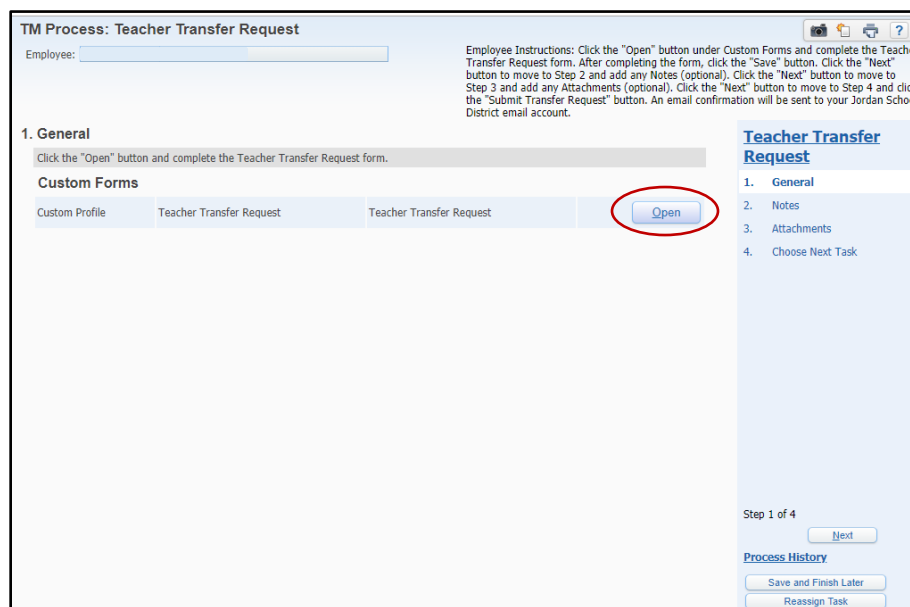 TM Process: Teacher Transfer Request
?
Employee:
Employee Instructions: Click the "Open" button under Custom Forms and complete the Teache
Transfer Request form. After completing the form, click the "Save" button. Click the "Next"
button to move to Step 2 and add any Notes (optional). Click the "Next" button to move to
Step 3 and add any Attachments (optional). Click the "Next" button to move to Step 4 and clic
the "Submit Transfer Request" button. An email confirmation will be sent to your Jordan Schoo
District email account.
1. General
Click the "Open" button and complete the Teacher Transfer Request form.
Custom Forms
Custom Profile Teacher Transfer Request Teacher Transfer Request Open
Teacher Transfer
Request
1. General
2. Notes
3. Attachments
4. Choose Next Task
Step 1 of 4
Next
Process History
Save and Finish Later
Reassign Task